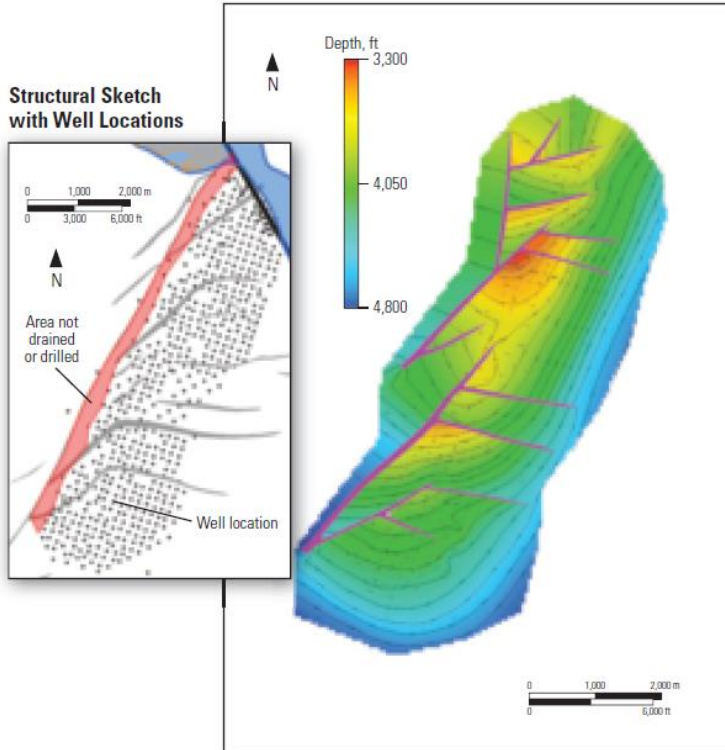 Structural Sketch
with Well Locations
0 1,000 2,000 m
0 3,000 6,000 ft
N
Area not
drained
or drilled
Well location
N
Depth, ft
3,300
4,050
4,800
0 1,000 2,000 m
0 6,000 ft